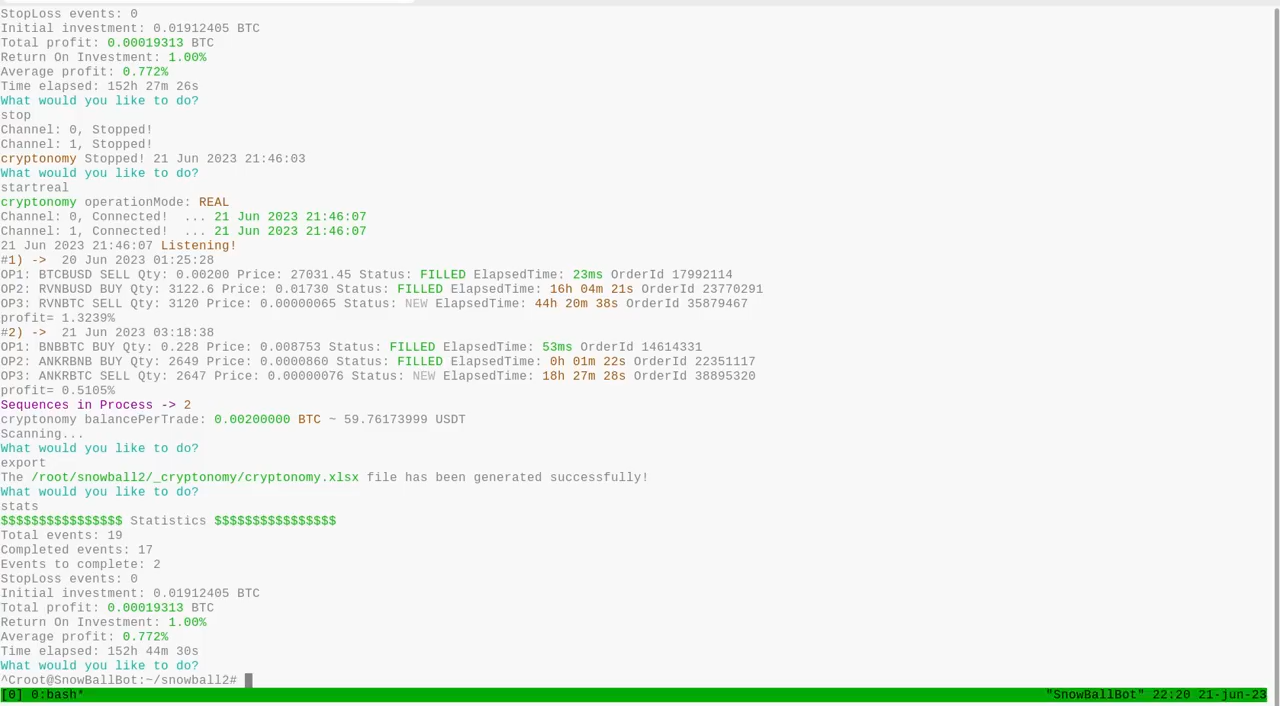 StopLoss events: 0
Initial investment: 0.01912405 BTC
Total profit: 0.00019313 BTC
Return On Investment: 1.00%
Average profit: 0.772%
Time elapsed: 152h 27m 26s
What would you like to do?
stop
Channel: 0, Stopped!
Channel: 1, Stopped!
cryptonomy Stopped! 21 Jun 2023 21:46:03
What would you like to do?
startreal
cryptonomy operationMode: REAL
Channel: 0, Connected!  ... 21 Jun 2023 21:46:07
Channel: 1, Connected!  ... 21 Jun 2023 21:46:07
21 Jun 2023 21:46:07 Listening!
#1) ->  20 Jun 2023 01:25:28
OP1: BTCBUSD SELL Qty: 0.00200 Price: 27031.45 Status: FILLED ElapsedTime: 23ms OrderId 17992114
OP2: RVNBUSD BUY Qty: 3122.6 Price: 0.01730 Status: FILLED ElapsedTime: 16h 04m 21s OrderId 23770291
OP3: RVNBTC SELL Qty: 3120 Price: 0.00000065 Status: NEW ElapsedTime: 44h 20m 38s OrderId 35879467
profit= 1.3239%
#2) ->  21 Jun 2023 03:18:38
OP1: BNBBTC BUY Qty: 0.228 Price: 0.008753 Status: FILLED ElapsedTime: 53ms OrderId 14614331
OP2: ANKRBNB BUY Qty: 2649 Price: 0.0000860 Status: FILLED ElapsedTime: 0h 01m 22s OrderId 22351117
OP3: ANKRBTC SELL Qty: 2647 Price: 0.00000076 Status: NEW ElapsedTime: 18h 27m 28s OrderId 38895320
profit= 0.5105%
Sequences in Process -> 2
cryptonomy balancePerTrade: 0.00200000 BTC ~ 59.76173999 USDT
Scanning...
What would you like to do?
export
The /root/snowball2/_cryptonomy/cryptonomy.xlsx file has been generated successfully!
What would you like to do?
stats
$$$$$$$$$$$$$$$$ Statistics $$$$$$$$$$$$$$$$
Total events: 19
Completed events: 17
Events to complete: 2
StopLoss events: 0
Initial investment: 0.01912405 BTC
Total profit: 0.00019313 BTC
Return On Investment: 1.00%
Average profit: 0.772%
Time elapsed: 152h 44m 30s
What would you like to do?
^Croot@SnowBallBot:~/snowball2#
[0] 0:bash* "SnowBallBot" 22:20 21-jun-23